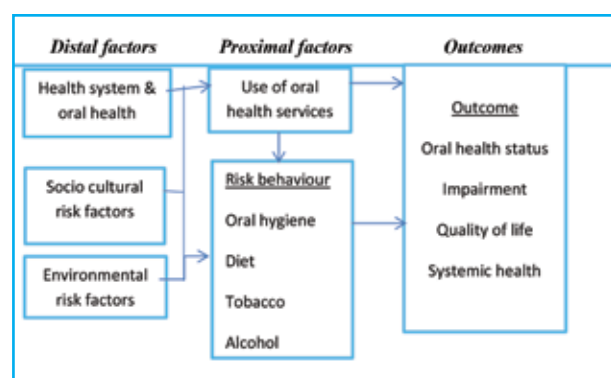 Distal factors
Proximal factors
Outcomes
Health system &
oral health
Socio cultural
risk factors
Environmental
risk factors
Use of oral
health services
Risk behaviour
Oral hygiene
Diet
Tobacco
Alcohol
Outcome
Oral health status
Impairment
Quality of life
Systemic health